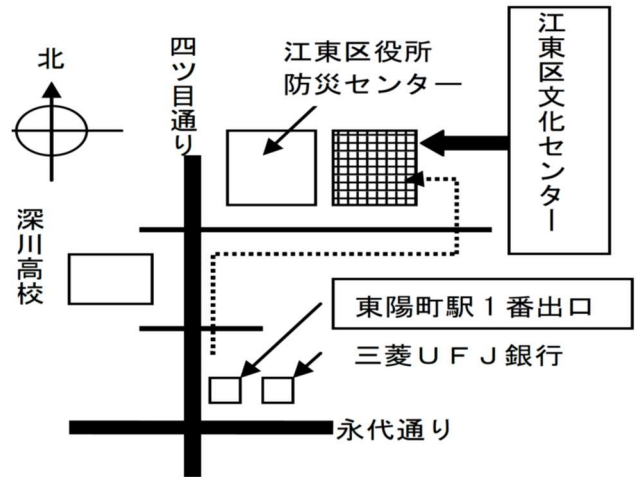 北
四ツ目通り
江東区役所
防災センター
江東区文化センター
深川高校
東陽町駅１番出口
三菱ＵＦＪ銀行
永代通り